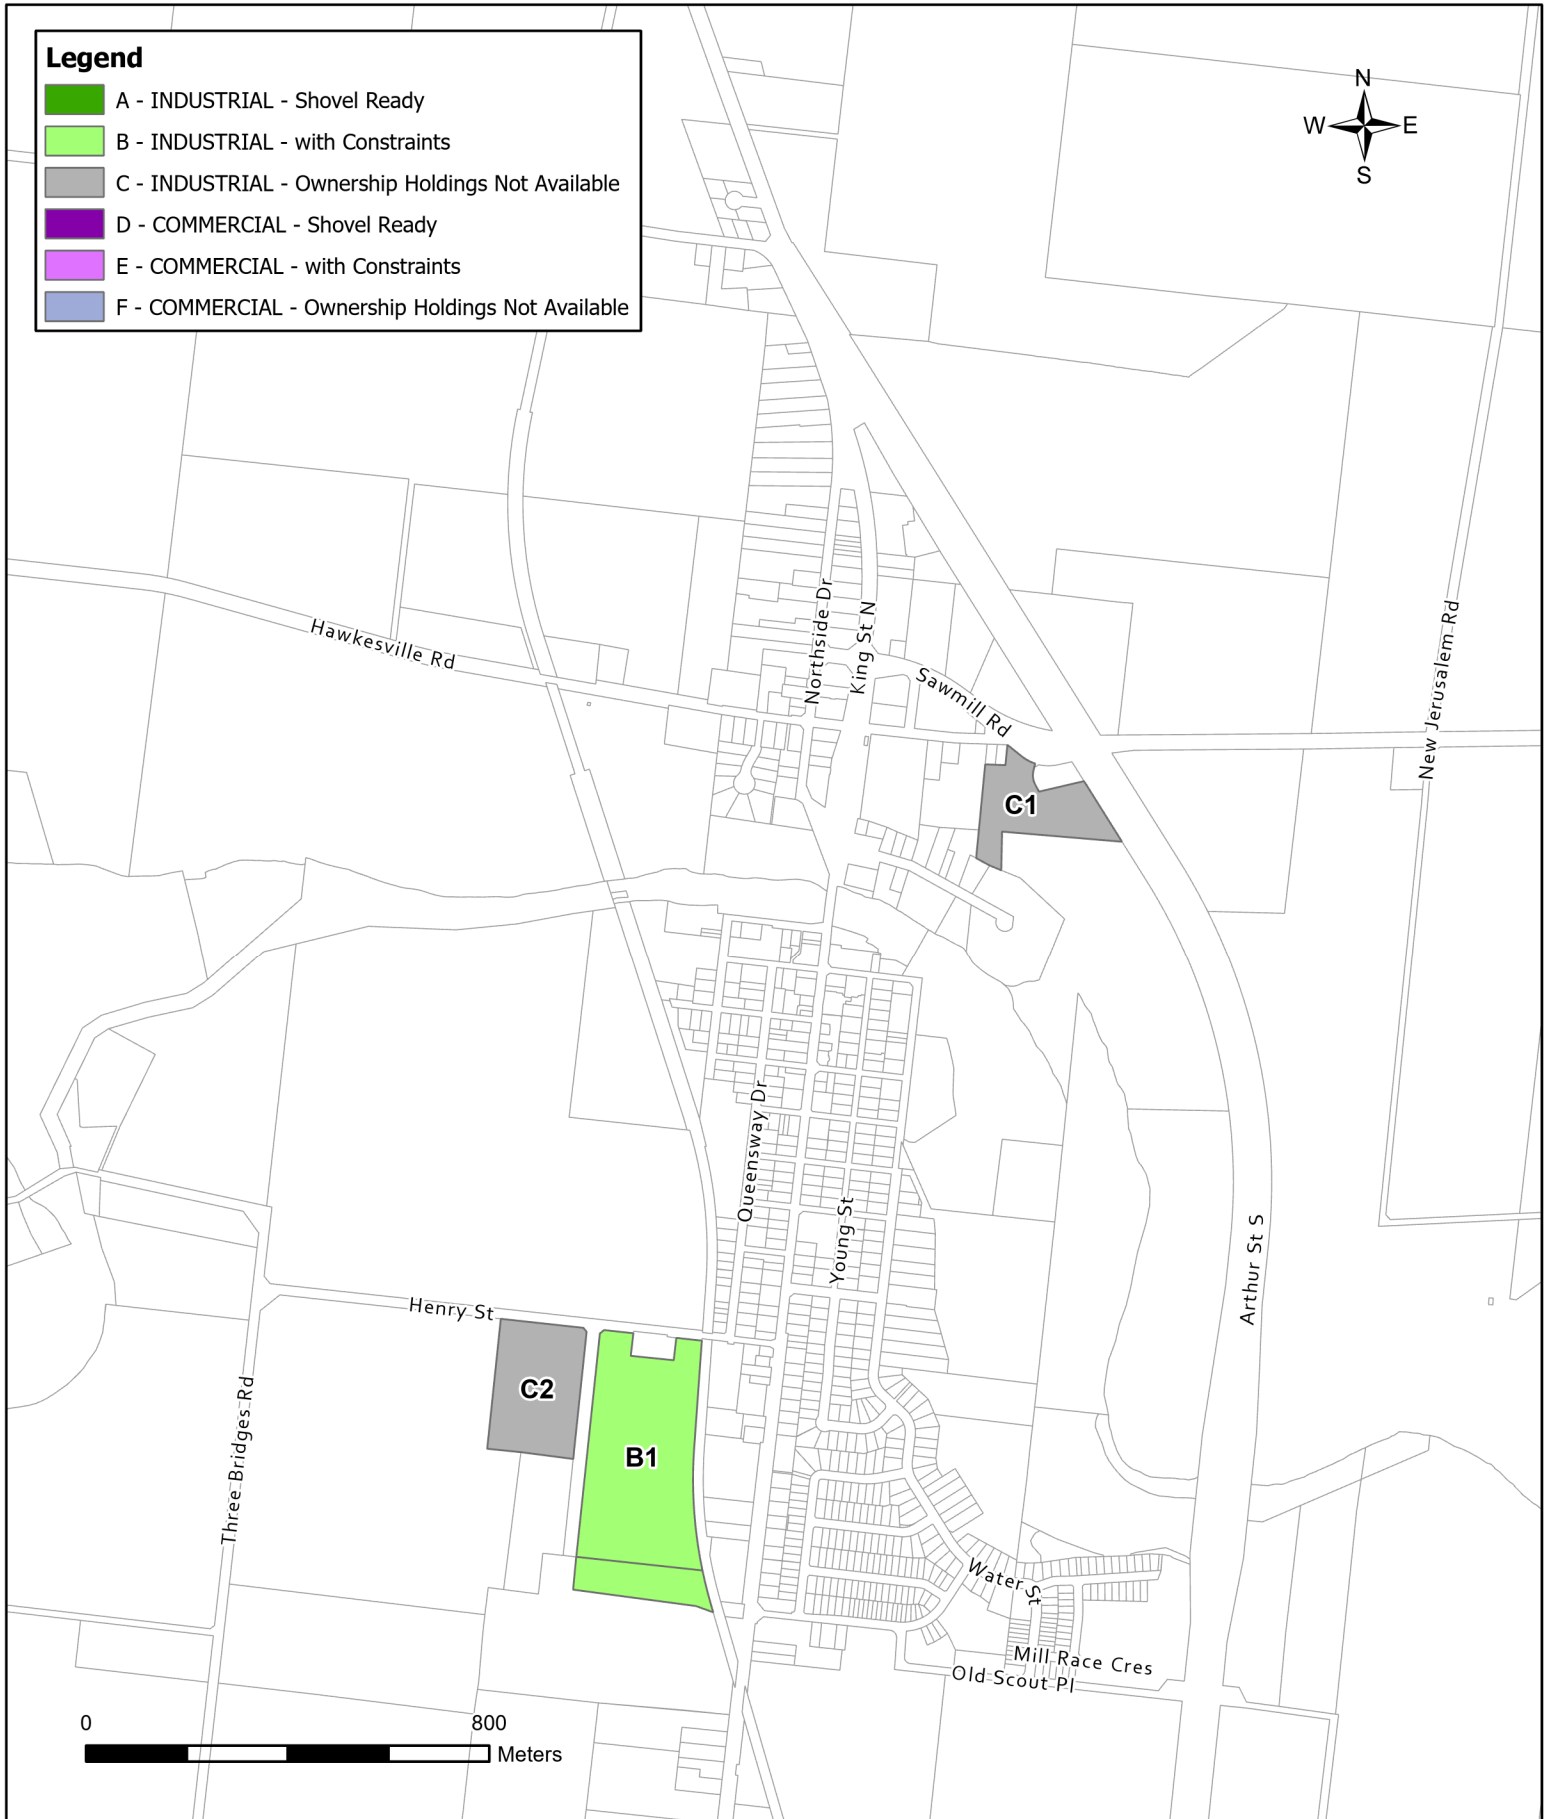 Legend
A - INDUSTRIAL - Shovel Ready
B - INDUSTRIAL - with Constraints
C - INDUSTRIAL - Ownership Holdings Not Available
D - COMMERCIAL - Shovel Ready
E - COMMERCIAL - with Constraints
F - COMMERCIAL - Ownership Holdings Not Available
N
W E
S
Hawkesville Rd
Northside Dr
King St N
Sawmill Rd
New Jerusalem Rd
C1
Queensway Dr
Young St
Arthur St S
Henry St
C2
B1
Three Bridges Rd
Water St
Mill Race Cres
Old Scout Pl
0 800
Meters